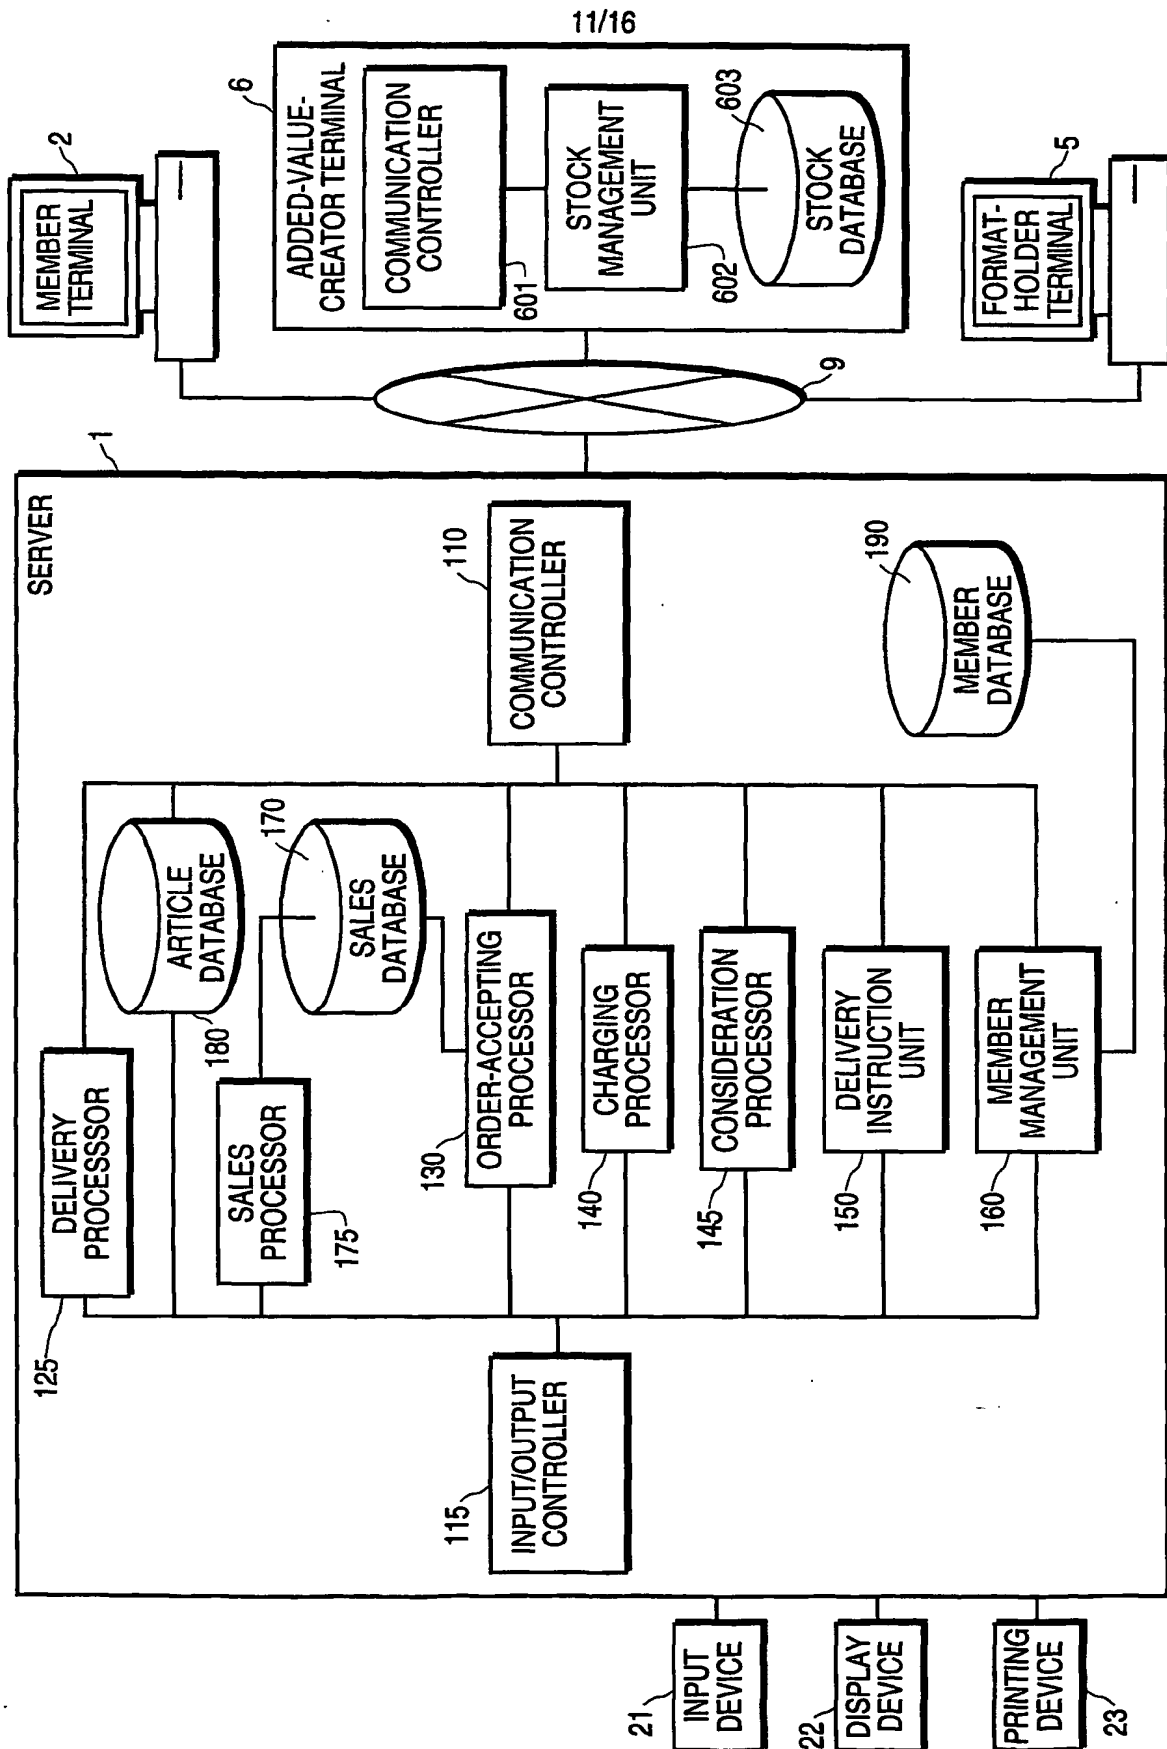 11/16
SERVER
1
INPUT DEVICE
21
DISPLAY DEVICE
22
PRINTING DEVICE
23
INPUT/OUTPUT
CONTROLLER
115
DELIVERY
PROCESSSOR
125
ARTICLE
DATABASE
180
SALES
PROCESSOR
175
SALES
DATABASE
170
ORDER-ACCEPTING
PROCESSOR
130
CHARGING
PROCESSOR
140
CONSIDERATION
PROCESSOR
145
DELIVERY
INSTRUCTION
UNIT
150
MEMBER
MANAGEMENT
UNIT
160
COMMUNICATION
CONTROLLER
110
MEMBER
DATABASE
190
9
MEMBER
TERMINAL
2
ADDED-VALUE-
CREATOR TERMINAL
6
COMMUNICATION
CONTROLLER
601
STOCK
MANAGEMENT
UNIT
602
STOCK
DATABASE
603
FORMAT-
HOLDER
TERMINAL
5